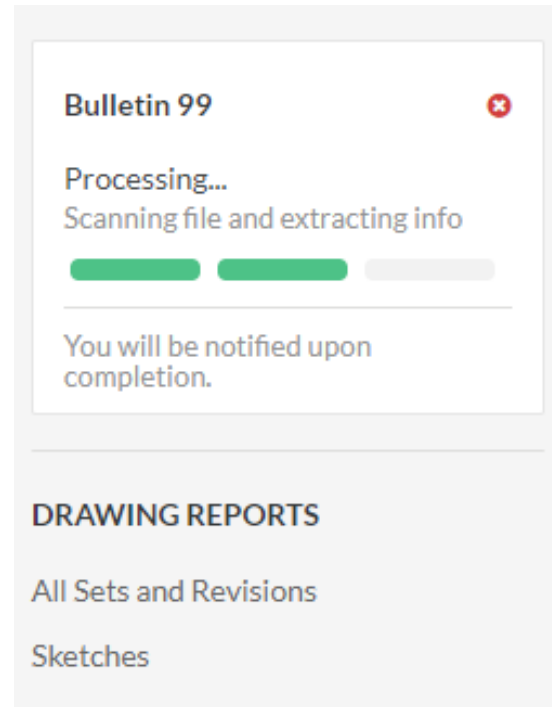 Bulletin 99
Processing...
Scanning file and extracting info
You will be notified upon
completion.
DRAWING REPORTS
All Sets and Revisions
Sketches